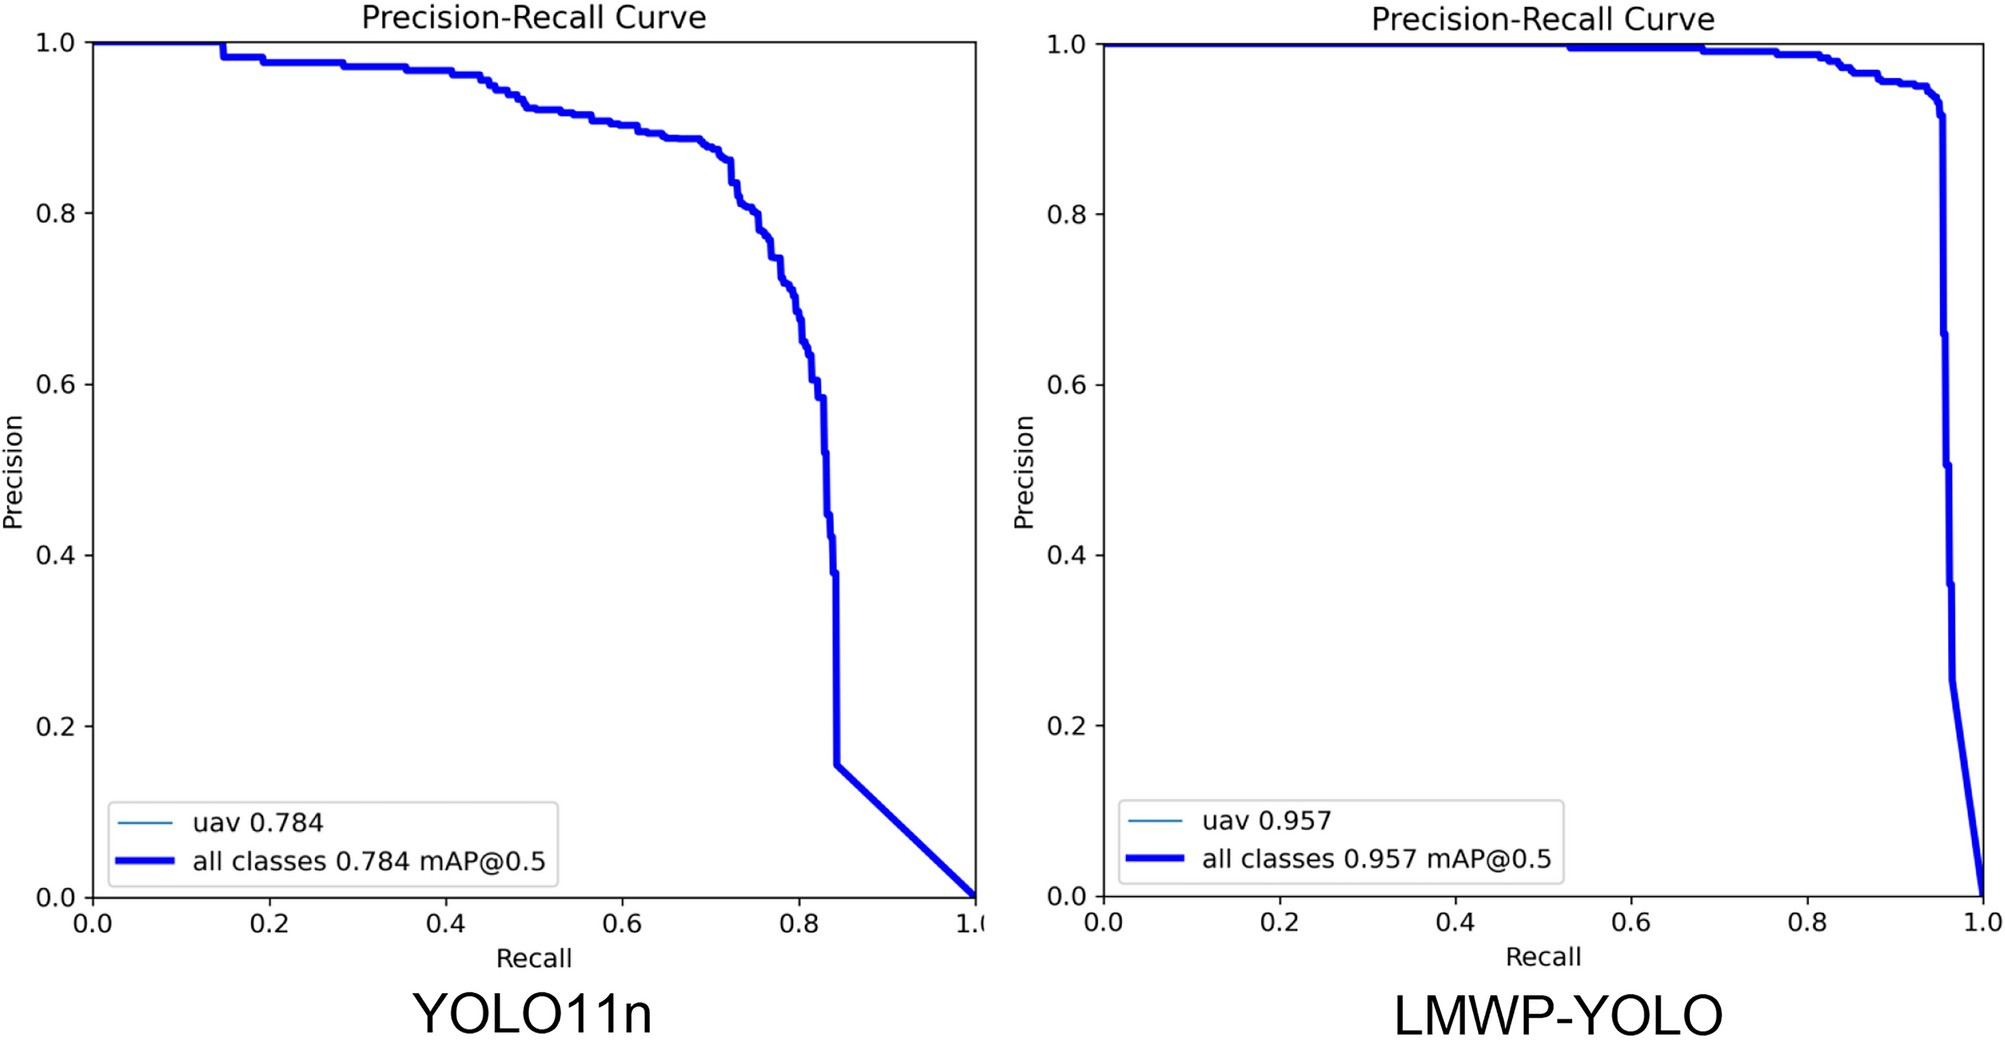 Precision-Recall Curve
1.0
0.8
0.6
0.4
0.2
0.0
Precision
uav 0.784
all classes 0.784 mAP@0.5
0.0 0.2 0.4 0.6 0.8 1.0
Recall
YOLO11n
Precision-Recall Curve
1.0
0.8
0.6
0.4
0.2
0.0
Precision
uav 0.957
all classes 0.957 mAP@0.5
0.0 0.2 0.4 0.6 0.8 1.0
Recall
LMWP-YOLO